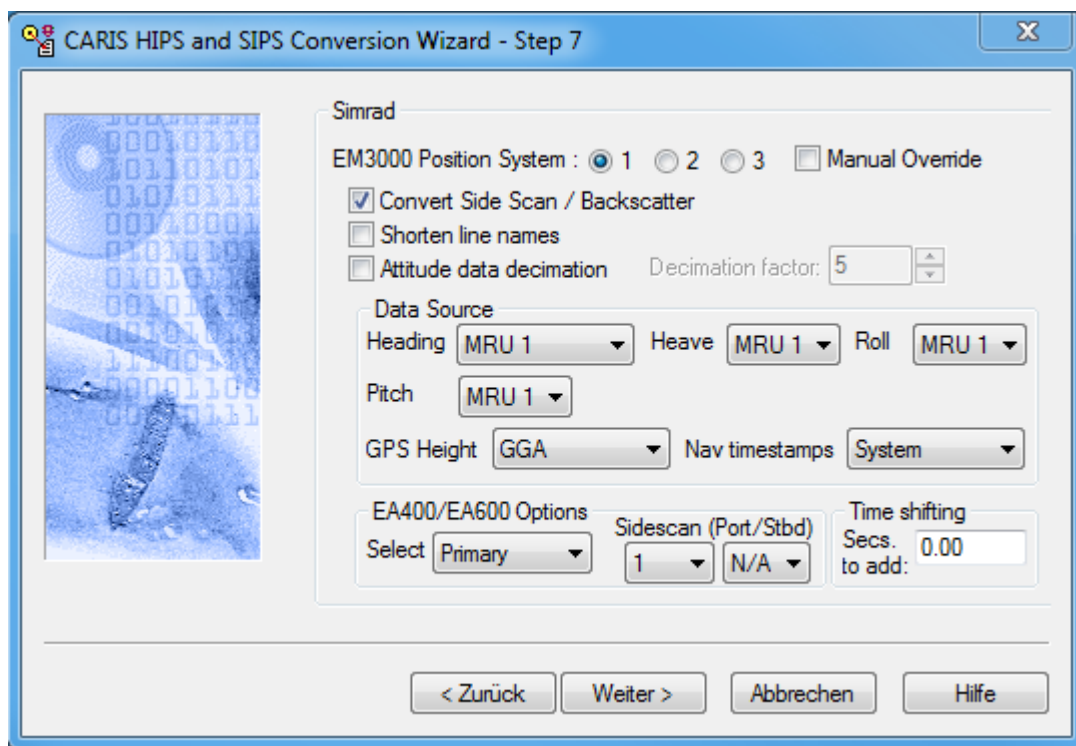 CARIS HIPS and SIPS Conversion Wizard - Step 7
Simrad
EM3000 Position System : 1 2 3 Manual Override
Convert Side Scan / Backscatter
Shorten line names
Attitude data decimation Decimation factor: 5
Data Source
Heading MRU 1 Heave MRU 1 Roll MRU 1
Pitch MRU 1
GPS Height GGA Nav timestamps System
EA400/EA600 Options
Select Primary
Sidescan (Port/Stbd)
1 N/A
Time shifting
Secs.
to add: 0.00
< Zurück Weiter > Abbrechen Hilfe